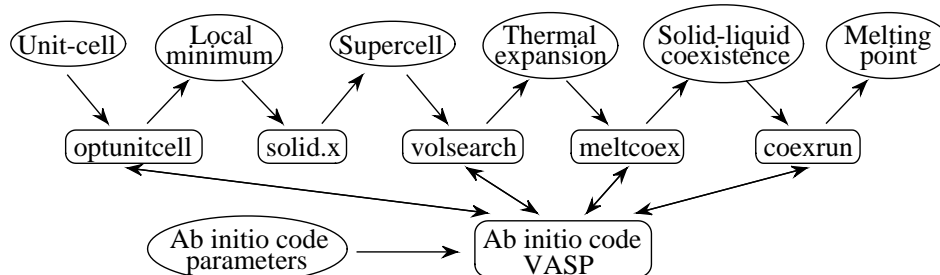 Unit-cell
Local
minimum
Supercell
Thermal
expansion
Solid-liquid
coexistence
Melting
point
optunitcell
solid.x
volsearch
meltcoex
coexrun
Ab initio code
parameters
Ab initio code
VASP